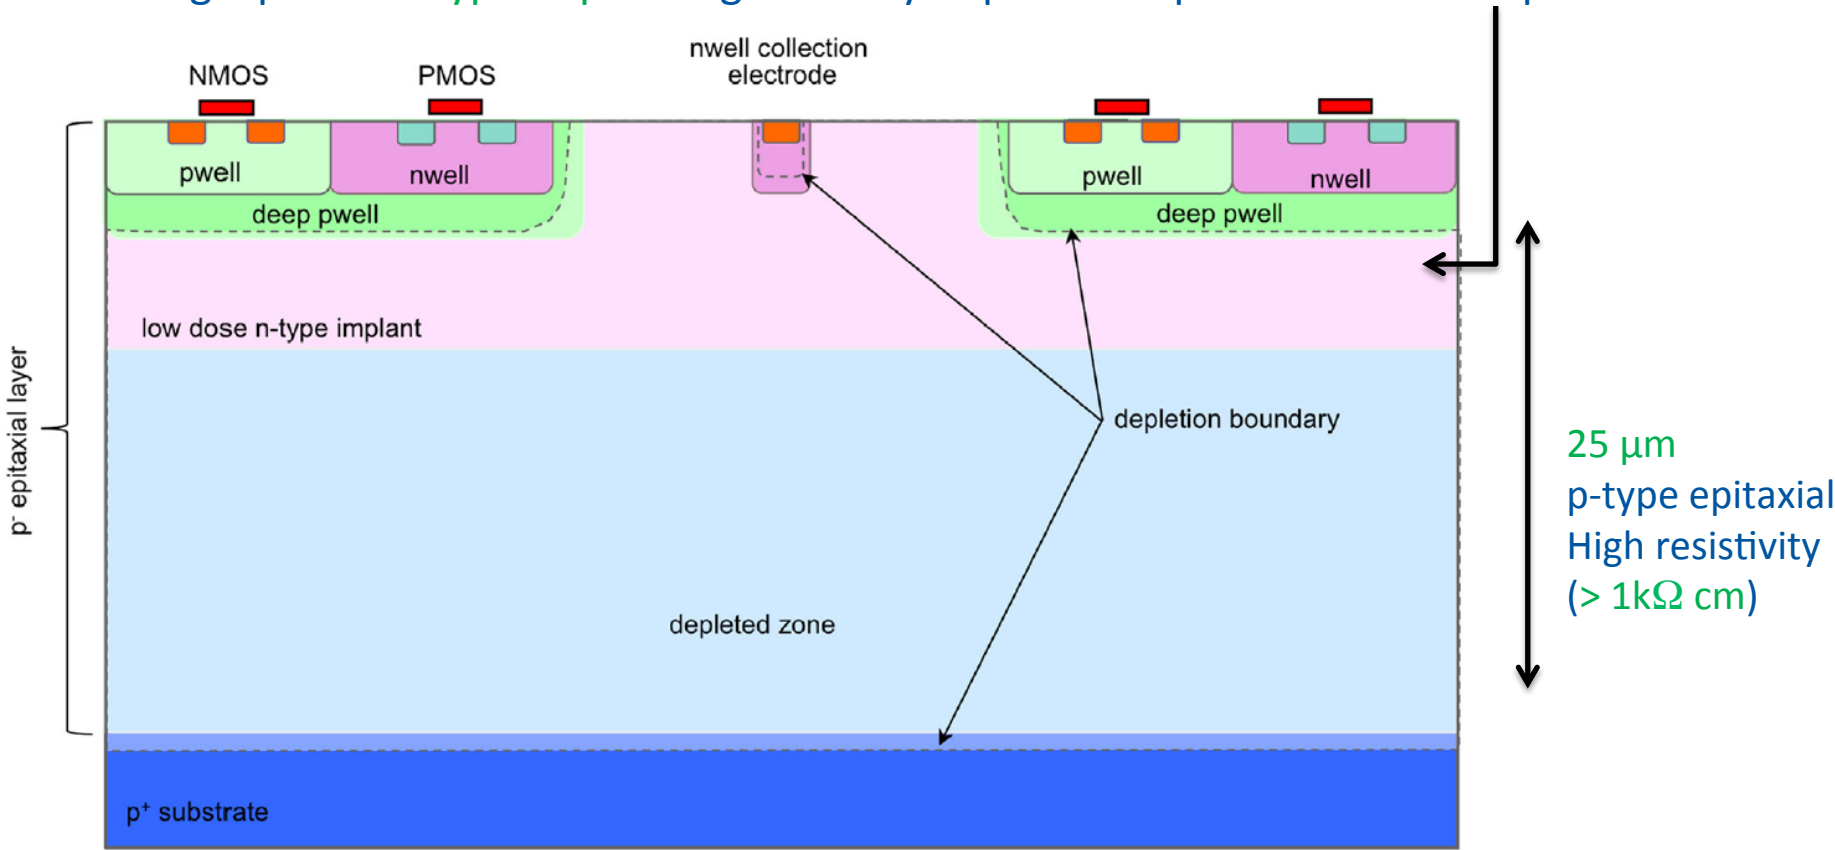 nwell collection
electrode
NMOS
PMOS
pwell
nwell
deep pwell
pwell
nwell
deep pwell
low dose n-type implant
p- epitaxial layer
depletion boundary
25 µm
p-type epitaxial
High resistivity
(> 1kΩ cm)
depleted zone
p+ substrate